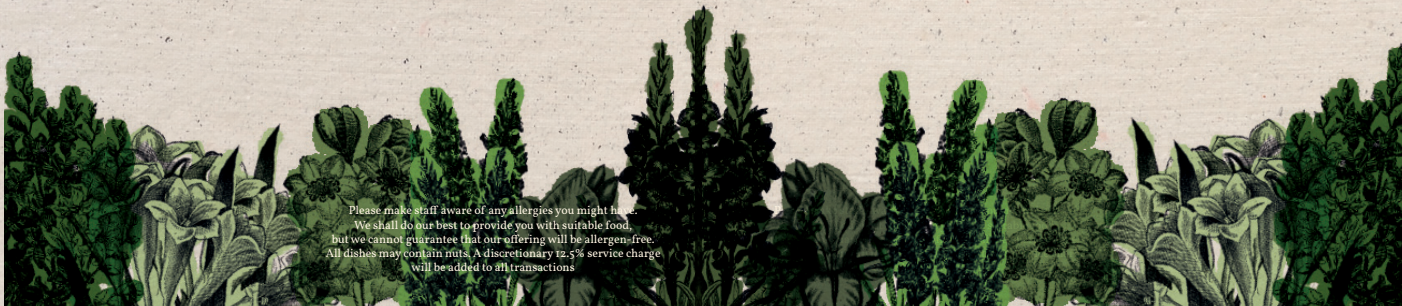 Please make staff aware of any allergies you might have.
We shall do our best to provide you with suitable food,
but we cannot guarantee that our offering will be allergen-free.
All dishes may contain nuts. A discretionary 12.5% service charge
will be added to all transactions